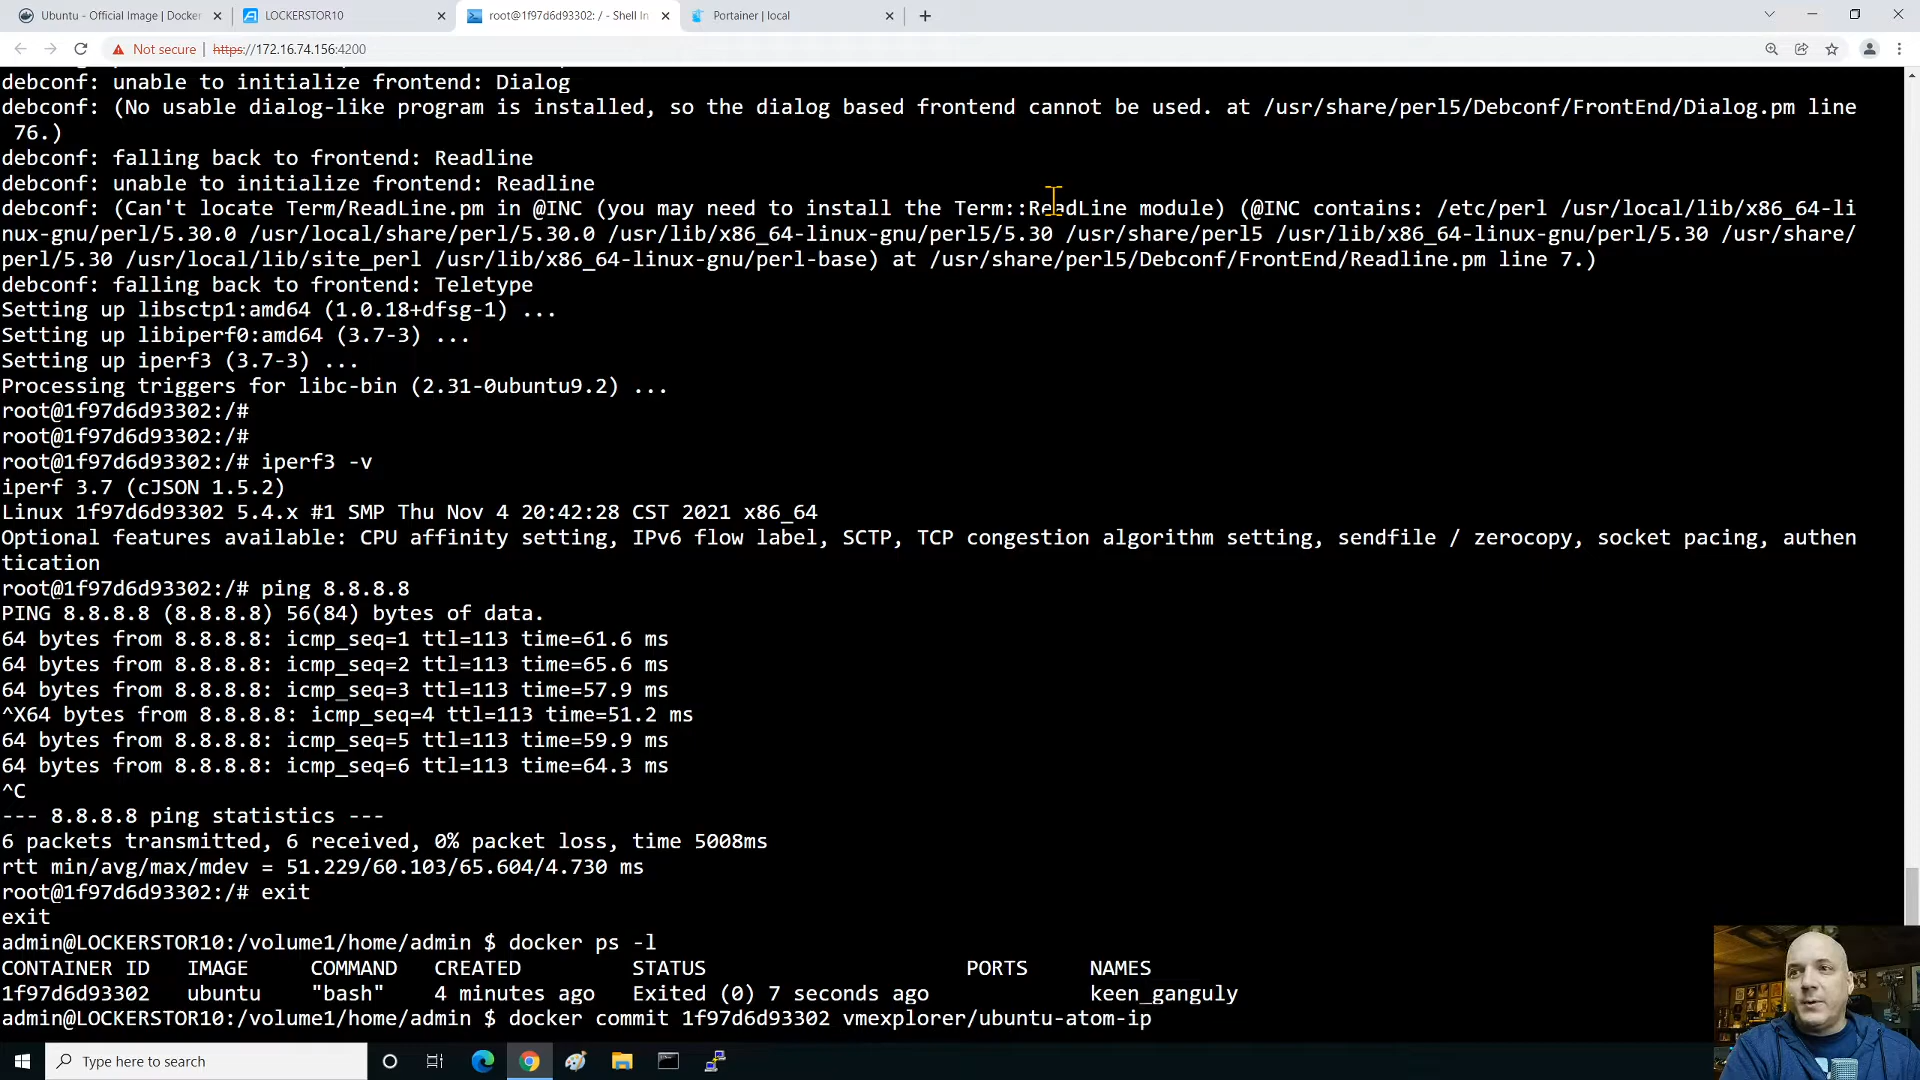 Ubuntu - Official Image | Docker
LOCKERSTOR10
root@1f97d6d93302: / - Shell In
Portainer | local
Not secure | https://172.16.74.156:4200
debconf: unable to initialize frontend: Dialog
debconf: (No usable dialog-like program is installed, so the dialog based frontend cannot be used. at /usr/share/perl5/Debconf/FrontEnd/Dialog.pm line
76.)
debconf: falling back to frontend: Readline
debconf: unable to initialize frontend: Readline
debconf: (Can't locate Term/ReadLine.pm in @INC (you may need to install the Term::ReadLine module) (@INC contains: /etc/perl /usr/local/lib/x86_64-li
nux-gnu/perl/5.30.0 /usr/local/share/perl/5.30.0 /usr/lib/x86_64-linux-gnu/perl5/5.30 /usr/share/perl5 /usr/lib/x86_64-linux-gnu/perl/5.30 /usr/share/
perl/5.30 /usr/local/lib/site_perl /usr/lib/x86_64-linux-gnu/perl-base) at /usr/share/perl5/Debconf/FrontEnd/Readline.pm line 7.)
debconf: falling back to frontend: Teletype
Setting up libsctp1:amd64 (1.0.18+dfsg-1) ...
Setting up libiperf0:amd64 (3.7-3) ...
Setting up iperf3 (3.7-3) ...
Processing triggers for libc-bin (2.31-0ubuntu9.2) ...
root@1f97d6d93302:/#
root@1f97d6d93302:/#
root@1f97d6d93302:/# iperf3 -v
iperf 3.7 (cJSON 1.5.2)
Linux 1f97d6d93302 5.4.x #1 SMP Thu Nov 4 20:42:28 CST 2021 x86_64
Optional features available: CPU affinity setting, IPv6 flow label, SCTP, TCP congestion algorithm setting, sendfile / zerocopy, socket pacing, authen
tication
root@1f97d6d93302:/# ping 8.8.8.8
PING 8.8.8.8 (8.8.8.8) 56(84) bytes of data.
64 bytes from 8.8.8.8: icmp_seq=1 ttl=113 time=61.6 ms
64 bytes from 8.8.8.8: icmp_seq=2 ttl=113 time=65.6 ms
64 bytes from 8.8.8.8: icmp_seq=3 ttl=113 time=57.9 ms
^X64 bytes from 8.8.8.8: icmp_seq=4 ttl=113 time=51.2 ms
64 bytes from 8.8.8.8: icmp_seq=5 ttl=113 time=59.9 ms
64 bytes from 8.8.8.8: icmp_seq=6 ttl=113 time=64.3 ms
^C
--- 8.8.8.8 ping statistics ---
6 packets transmitted, 6 received, 0% packet loss, time 5008ms
rtt min/avg/max/mdev = 51.229/60.103/65.604/4.730 ms
root@1f97d6d93302:/# exit
exit
admin@LOCKERSTOR10:/volume1/home/admin $ docker ps -l
CONTAINER ID IMAGE COMMAND CREATED STATUS PORTS NAMES
1f97d6d93302 ubuntu "bash" 4 minutes ago Exited (0) 7 seconds ago keen_ganguly
admin@LOCKERSTOR10:/volume1/home/admin $ docker commit 1f97d6d93302 vmexplorer/ubuntu-atom-ip
Type here to search